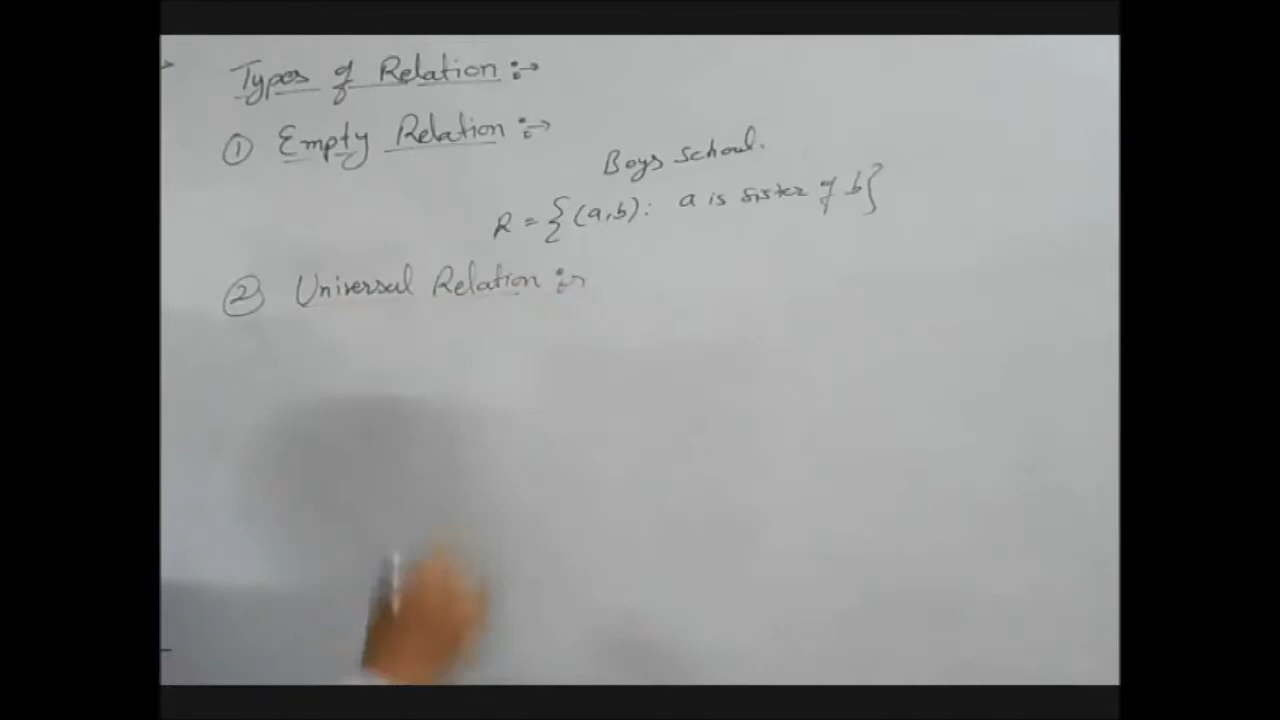 Types of Relation :→
① Empty Relation :→
Boys School.
R = {(a,b): a is sister of b}
② Universal Relation :→